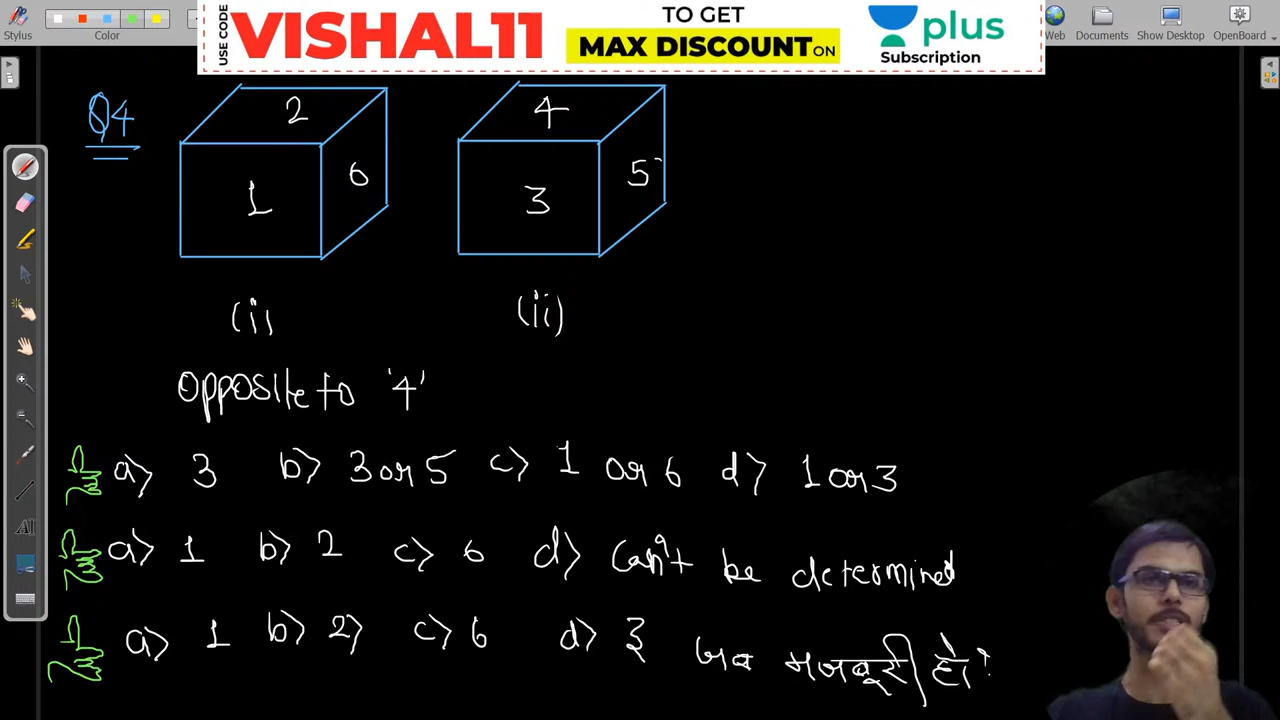 Stylus
Color
USE CODE
VISHAL11
TO GET
MAX DISCOUNT ON
plus
Subscription
Web
Documents
Show Desktop
OpenBoard
Q4
2
1
6
4
3
5
(i)
(ii)
opposite to '4'
a) 3 b) 3 or 5 c) 1 or 6 d) 1 or 3
a) 1 b) 2 c) 6 d) Can't be determined
a) 1 b) 2) c) 6 d) 3 जब मजबूरी हो?